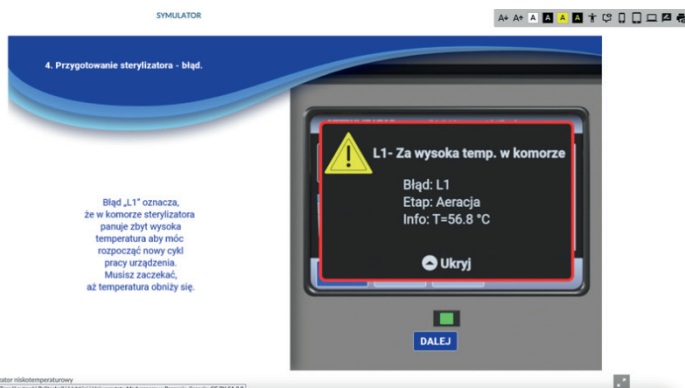 SYMULATOR
A+ A+ A A A A
4. Przygotowanie sterylizatora - błąd.
L1- Za wysoka temp. w komorze
Błąd: L1
Etap: Aeracja
Info: T=56.8 °C
Ukryj
Błąd „L1” oznacza,
że w komorze sterylizatora
panuje zbyt wysoka
temperatura aby móc
rozpocząć nowy cykl
pracy urządzenia.
Musisz zaczekać,
aż temperatura obniży się.
DALEJ
niskotemperaturowy